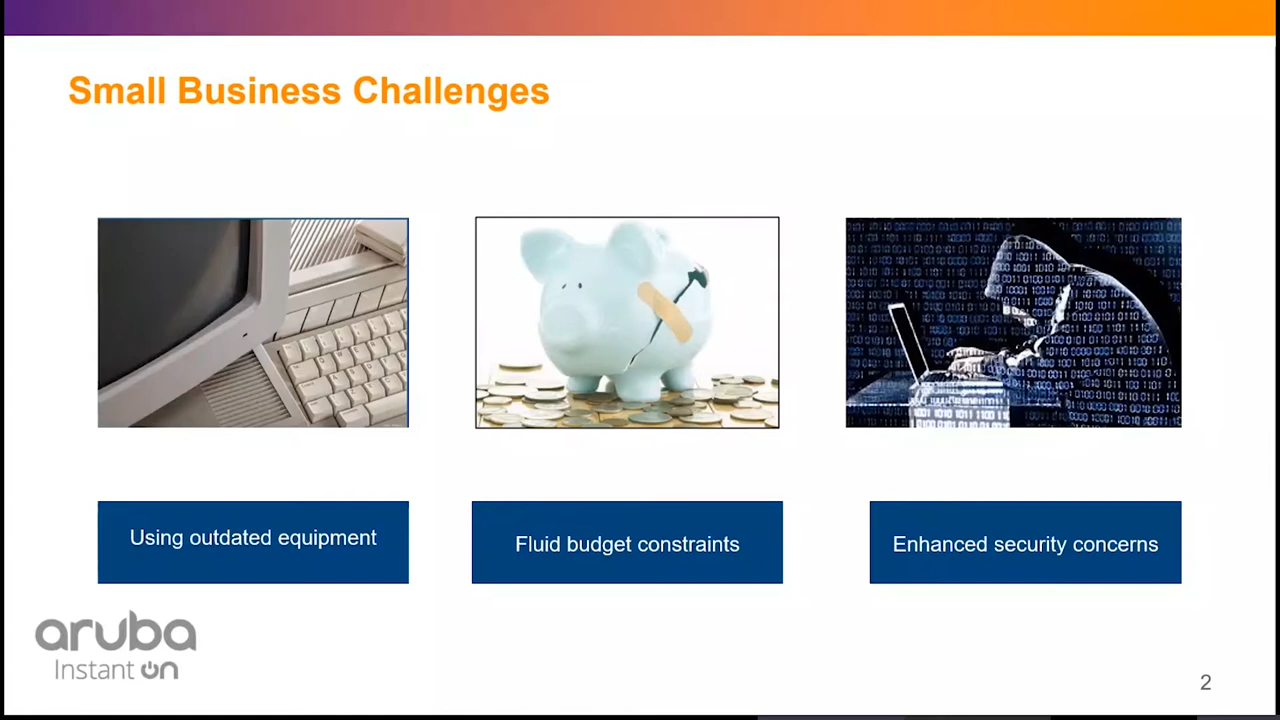 Small Business Challenges
Using outdated equipment
Fluid budget constraints
Enhanced security concerns
aruba
Instant On
2